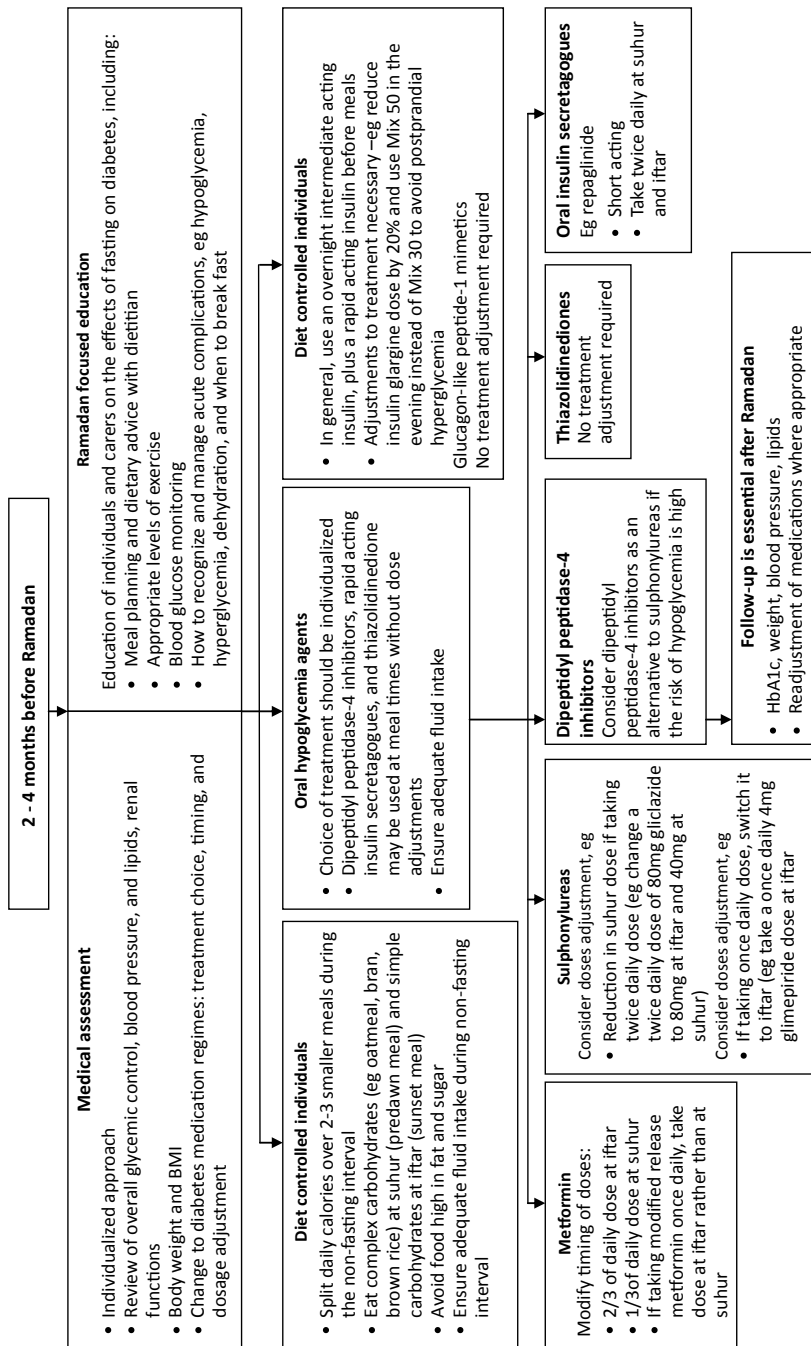 2 - 4 months before Ramadan
Medical assessment
• Individualized approach
• Review of overall glycemic control, blood pressure, and lipids, renal
functions
• Body weight and BMI
• Change to diabetes medication regimes: treatment choice, timing, and
dosage adjustment
Ramadan focused education
Education of individuals and carers on the effects of fasting on diabetes, including:
• Meal planning and dietary advice with dietitian
• Appropriate levels of exercise
• Blood glucose monitoring
• How to recognize and manage acute complications, eg hypoglycemia,
hyperglycemia, dehydration, and when to break fast
Diet controlled individuals
• Split daily calories over 2-3 smaller meals during
the non-fasting interval
• Eat complex carbohydrates (eg oatmeal, bran,
brown rice) at suhur (predawn meal) and simple
carbohydrates at iftar (sunset meal)
• Avoid food high in fat and sugar
• Ensure adequate fluid intake during non-fasting
interval
Oral hypoglycemia agents
• Choice of treatment should be individualized
• Dipeptidyl peptidase-4 inhibitors, rapid acting
insulin secretagogues, and thiazolidinedione
may be used at meal times without dose
adjustments
• Ensure adequate fluid intake
Diet controlled individuals
• In general, use an overnight intermediate acting
insulin, plus a rapid acting insulin before meals
• Adjustments to treatment necessary –eg reduce
insulin glargine dose by 20% and use Mix 50 in the
evening instead of Mix 30 to avoid postprandial
hyperglycemia
Glucagon-like peptide-1 mimetics
No treatment adjustment required
Metformin
Modify timing of doses:
• 2/3 of daily dose at iftar
• 1/3of daily dose at suhur
• If taking modified release
metformin once daily, take
dose at iftar rather than at
suhur
Sulphonylureas
Consider doses adjustment, eg
• Reduction in suhur dose if taking
twice daily dose (eg change a
twice daily dose of 80mg gliclazide
to 80mg at iftar and 40mg at
suhur)
Consider doses adjustment, eg
• If taking once daily dose, switch it
to iftar (eg take a once daily 4mg
glimepiride dose at iftar
Dipeptidyl peptidase-4
inhibitors
Consider dipeptidyl
peptidase-4 inhibitors as an
alternative to sulphonylureas if
the risk of hypoglycemia is high
Thiazolidinediones
No treatment
adjustment required
Oral insulin secretagogues
Eg repaglinide
• Short acting
• Take twice daily at suhur
and iftar
Follow-up is essential after Ramadan
• HbA1c, weight, blood pressure, lipids
• Readjustment of medications where appropriate